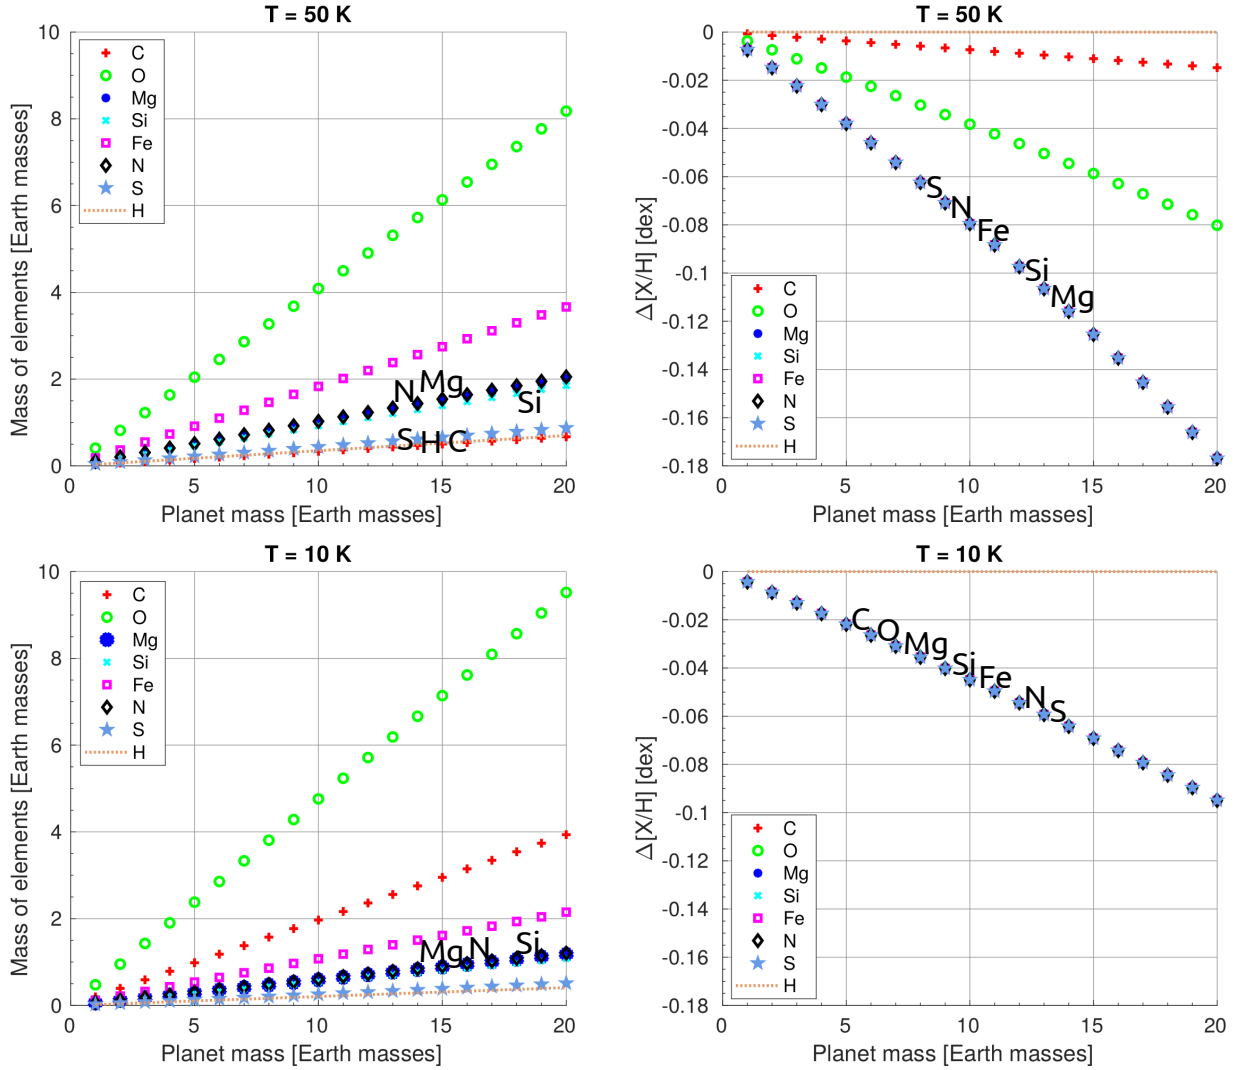 T = 50 K
Mass of elements [Earth masses]
10
8
6
4
2
0
C
O
Mg
Si
Fe
N
S
H
N Mg
Si
S H C
0 5 10 15 20
Planet mass [Earth masses]
T = 50 K
Δ[X/H] [dex]
0
-0.02
-0.04
-0.06
-0.08
-0.1
-0.12
-0.14
-0.16
-0.18
S
N
Fe
Si
Mg
C
O
Mg
Si
Fe
N
S
H
0 5 10 15 20
Planet mass [Earth masses]
T = 10 K
Mass of elements [Earth masses]
10
8
6
4
2
0
C
O
Mg
Si
Fe
N
S
H
Mg N Si
0 5 10 15 20
Planet mass [Earth masses]
T = 10 K
Δ[X/H] [dex]
0
-0.02
-0.04
-0.06
-0.08
-0.1
-0.12
-0.14
-0.16
-0.18
C
O
Mg
Si
Fe
N
S
C
O
Mg
Si
Fe
N
S
H
0 5 10 15 20
Planet mass [Earth masses]